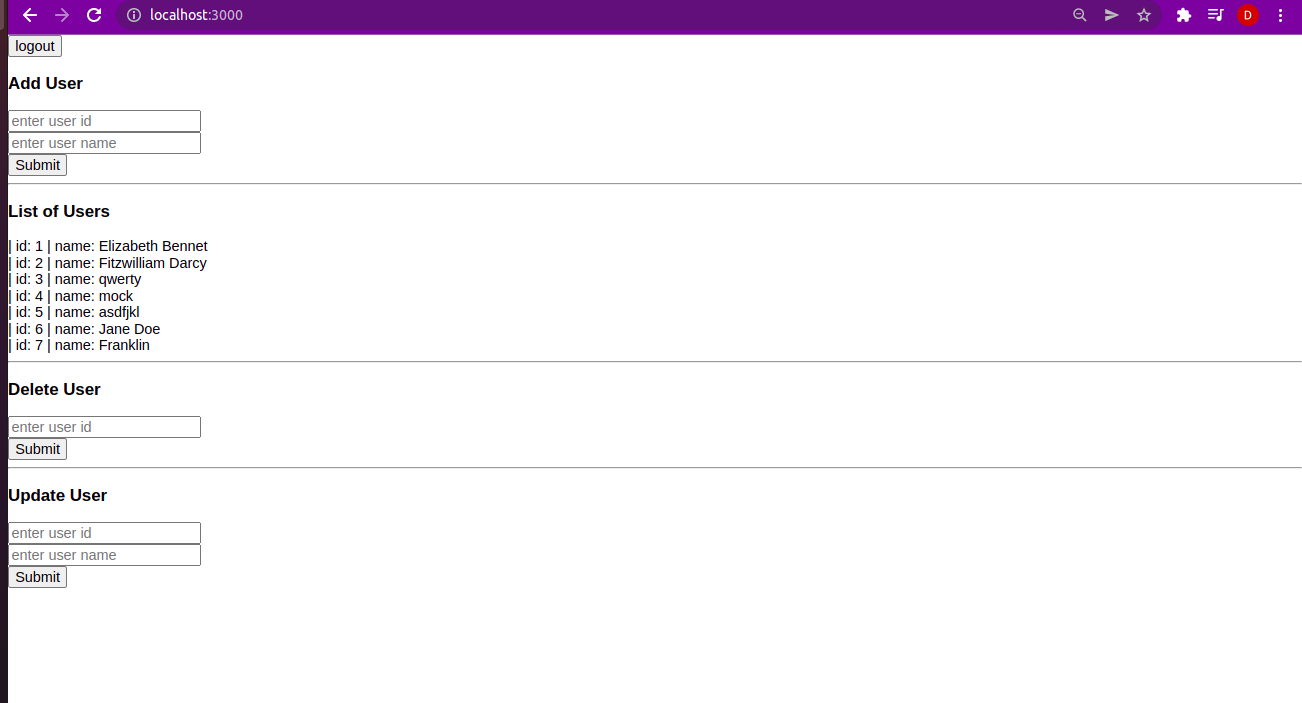 localhost:3000
D
logout
Add User
enter user id
enter user name
Submit
List of Users
| id: 1 | name: Elizabeth Bennet
| id: 2 | name: Fitzwilliam Darcy
| id: 3 | name: qwerty
| id: 4 | name: mock
| id: 5 | name: asdfjkl
| id: 6 | name: Jane Doe
| id: 7 | name: Franklin
Delete User
enter user id
Submit
Update User
enter user id
enter user name
Submit